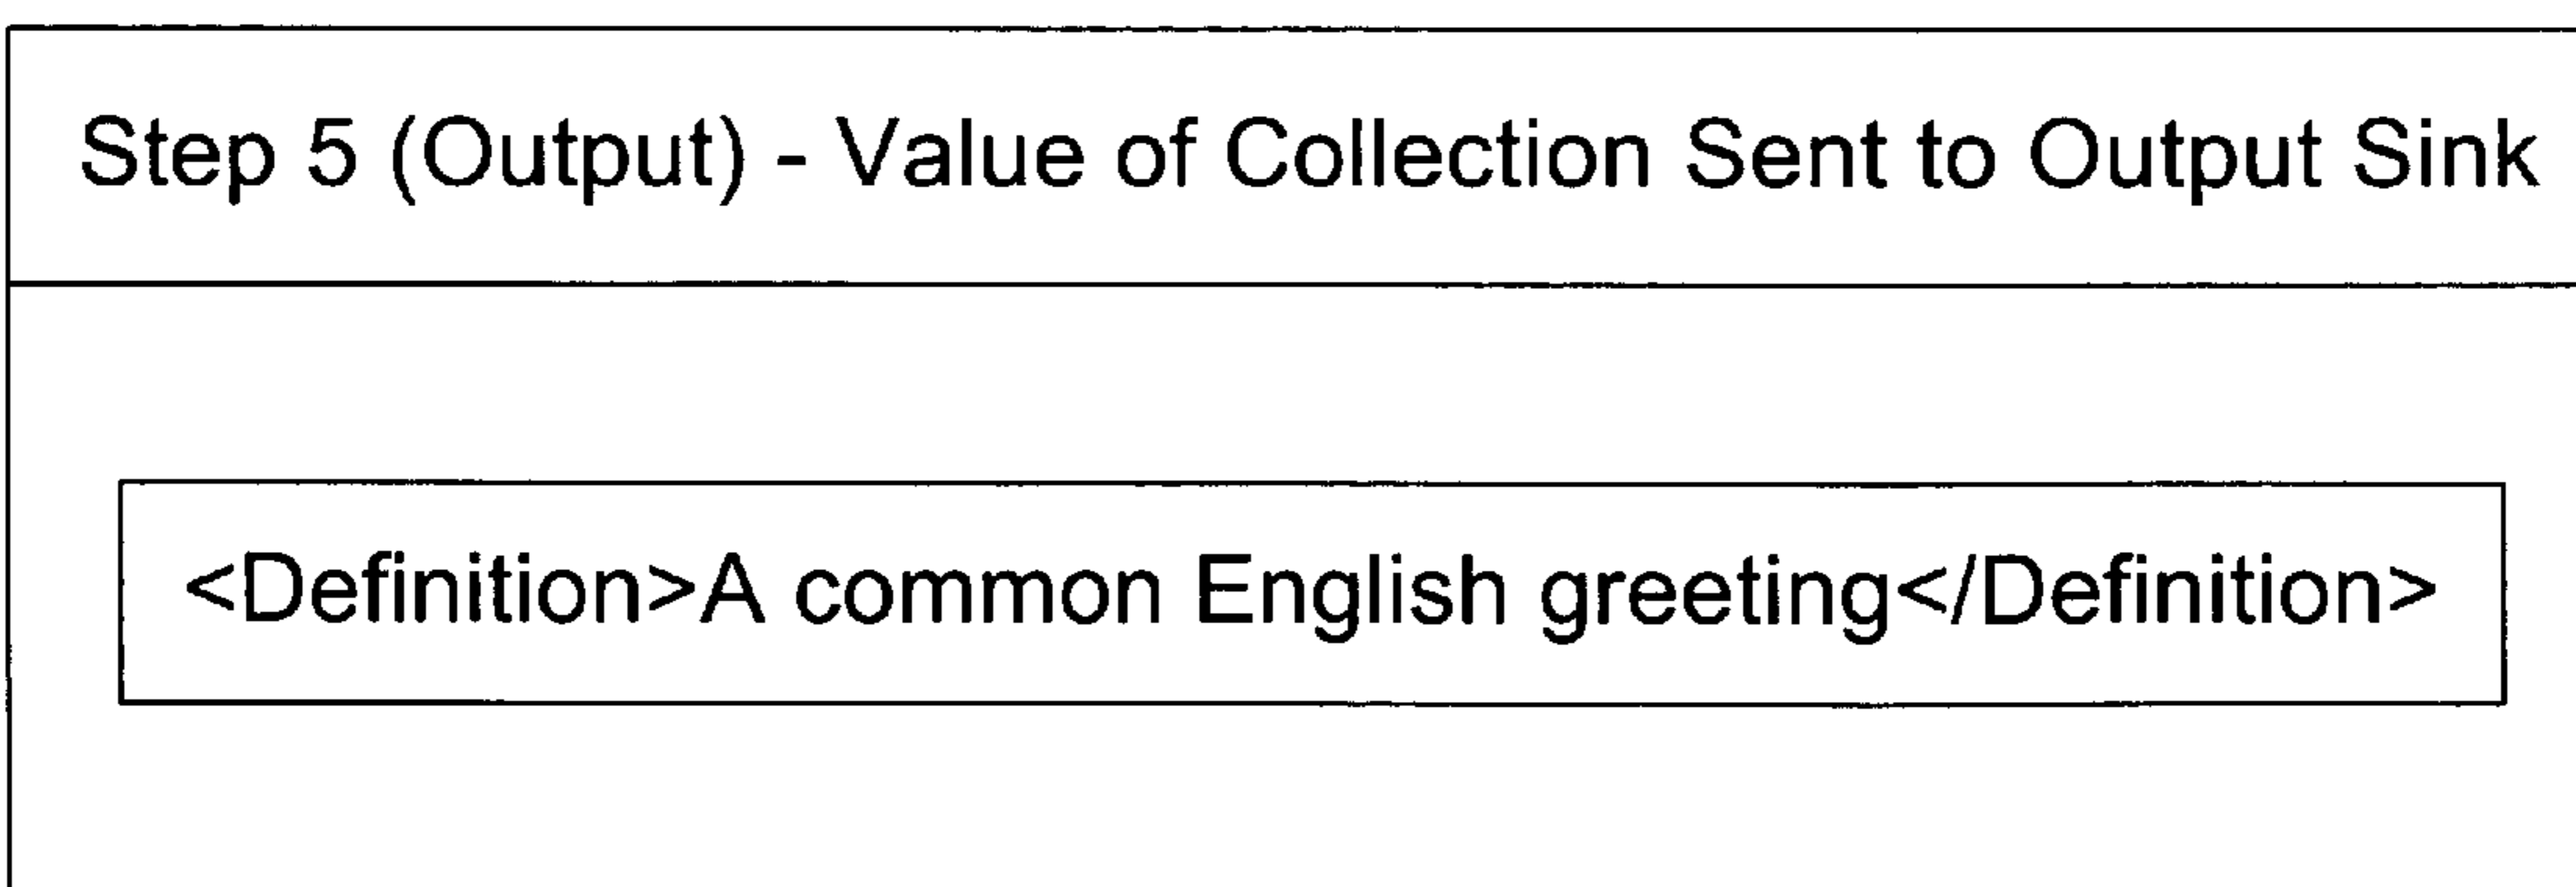 Step 5 (Output) - Value of Collection Sent to Output Sink
<Definition>A common English greeting</Definition>